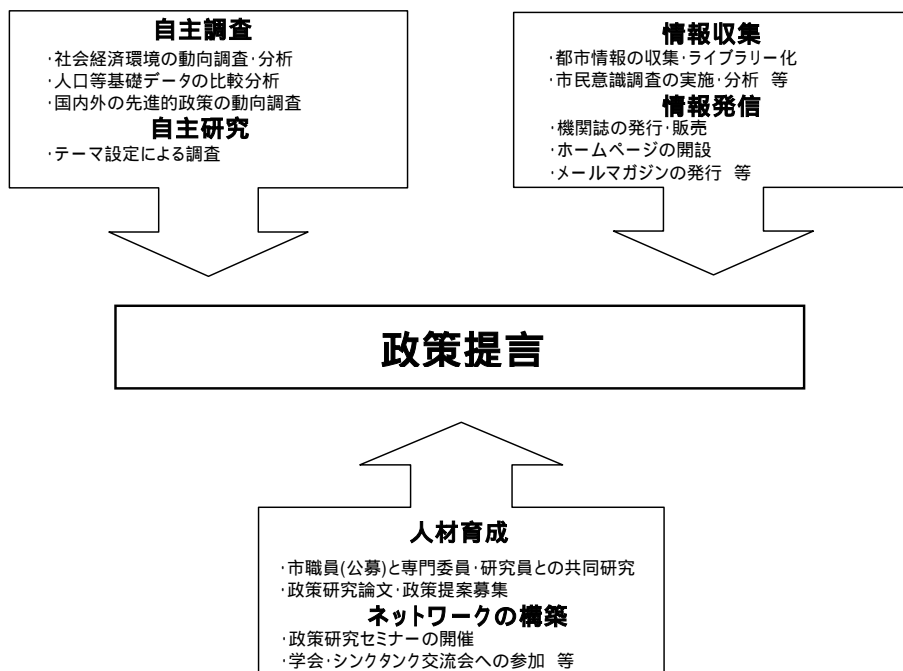 自主調査
･社会経済環境の動向調査･分析
･人口等基礎データの比較分析
･国内外の先進的政策の動向調査
自主研究
･テーマ設定による調査
情報収集
･都市情報の収集･ライブラリー化
･市民意識調査の実施･分析 等
情報発信
･機関誌の発行･販売
･ホームページの開設
･メールマガジンの発行 等
政策提言
人材育成
･市職員(公募)と専門委員･研究員との共同研究
･政策研究論文･政策提案募集
ネットワークの構築
･政策研究セミナーの開催
･学会･シンクタンク交流会への参加 等